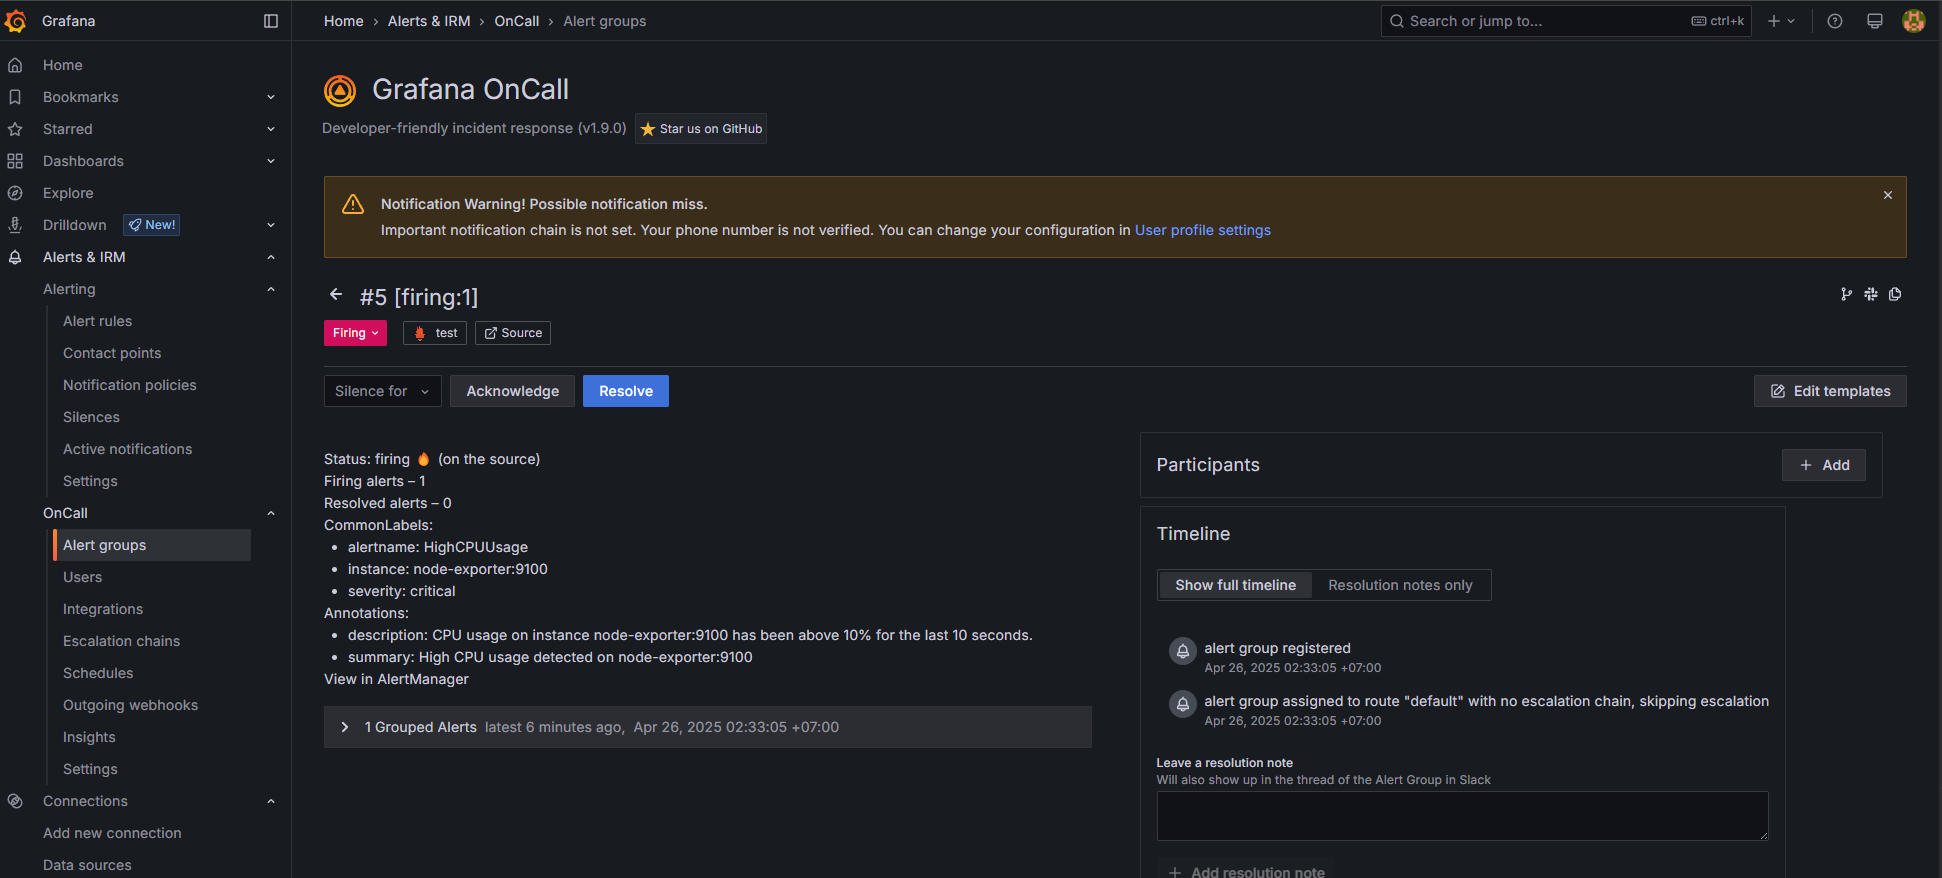 Grafana
Home › Alerts & IRM › OnCall › Alert groups
Search or jump to...
ctrl+k
Home
Bookmarks
Starred
Dashboards
Explore
Drilldown
New!
Alerts & IRM
Alerting
Alert rules
Contact points
Notification policies
Silences
Active notifications
Settings
OnCall
Alert groups
Users
Integrations
Escalation chains
Schedules
Outgoing webhooks
Insights
Settings
Connections
Add new connection
Data sources
Grafana OnCall
Developer-friendly incident response (v1.9.0)
Star us on GitHub
Notification Warning! Possible notification miss.
Important notification chain is not set. Your phone number is not verified. You can change your configuration in User profile settings
#5 [firing:1]
Firing
test
Source
Silence for
Acknowledge
Resolve
Edit templates
Status: firing 🔥 (on the source)
Firing alerts – 1
Resolved alerts – 0
CommonLabels:
• alertname: HighCPUUsage
• instance: node-exporter:9100
• severity: critical
Annotations:
• description: CPU usage on instance node-exporter:9100 has been above 10% for the last 10 seconds.
• summary: High CPU usage detected on node-exporter:9100
View in AlertManager
1 Grouped Alerts latest 6 minutes ago, Apr 26, 2025 02:33:05 +07:00
Participants
Add
Timeline
Show full timeline
Resolution notes only
alert group registered
Apr 26, 2025 02:33:05 +07:00
alert group assigned to route "default" with no escalation chain, skipping escalation
Apr 26, 2025 02:33:05 +07:00
Leave a resolution note
Will also show up in the thread of the Alert Group in Slack
Add resolution note